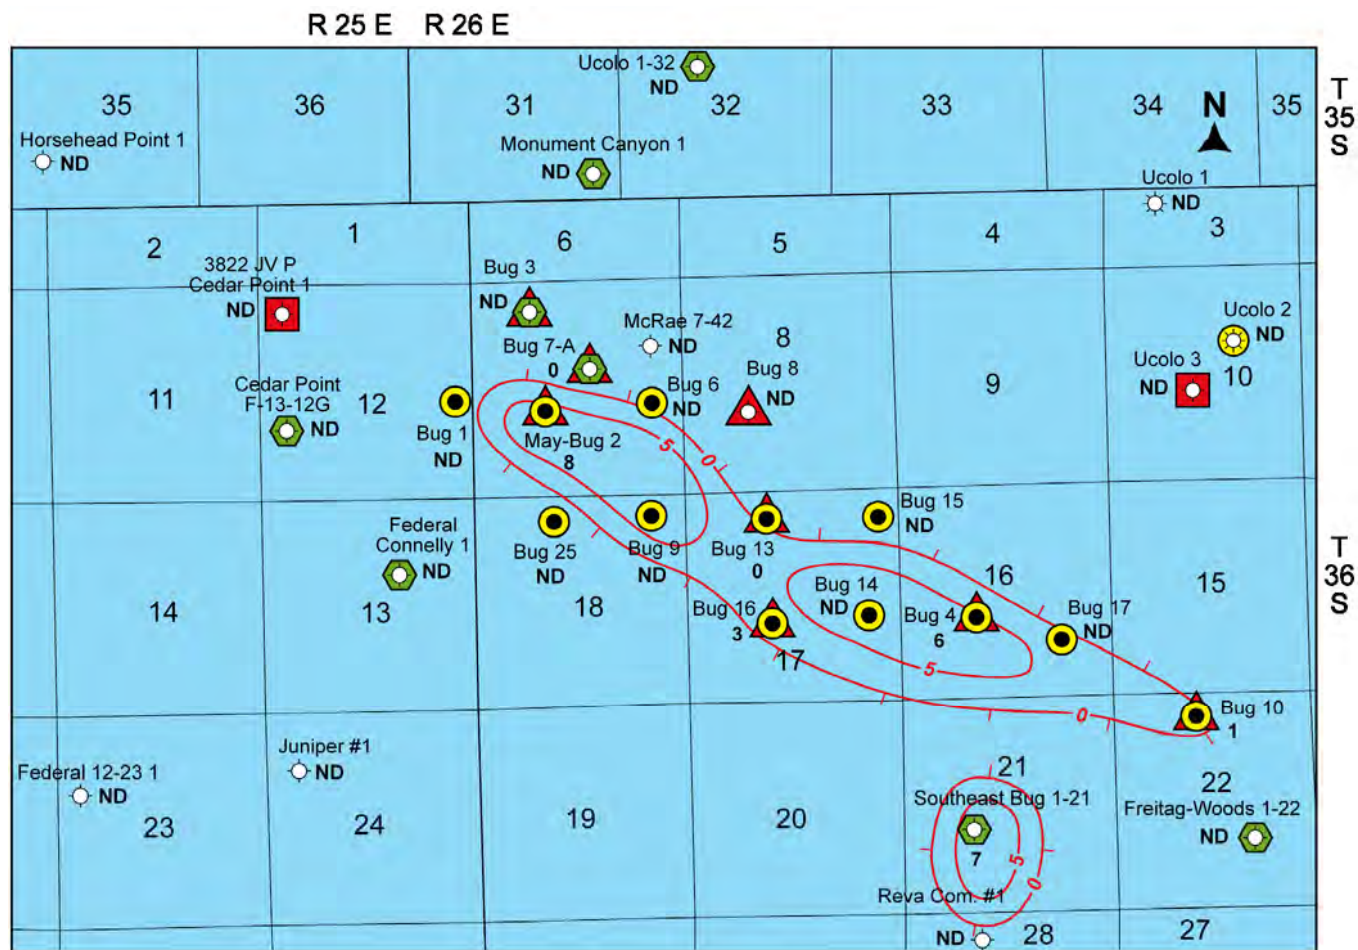 R 25 E R 26 E
Ucolo 1-32
ND
35 36 31 32 33 34 35
T
35
S
N
Horsehead Point 1
ND
Monument Canyon 1
ND
Ucolo 1
ND
2 1 6 5 4 3
3822 JV P
Cedar Point 1
ND
Bug 3
ND
McRae 7-42
ND
8
Ucolo 2
ND
Bug 7-A
0
Bug 8
ND
Ucolo 3
ND
10
11
Cedar Point
F-13-12G
ND
12
9
Bug 6
ND
Bug 1
ND
May-Bug 2
8
5
0
Bug 15
ND
Federal
Connelly 1
ND
Bug 25
ND
Bug 9
ND
Bug 13
0
T
36
S
14 13 18 16 15
Bug 14
ND
Bug 16
3
17
Bug 4
6
Bug 17
ND
5
0
Bug 10
1
Juniper #1
ND
Federal 12-23 1
ND
21
22
Southeast Bug 1-21
7
5
0
Freitag-Woods 1-22
ND
23 24 19 20
Reva Com. #1
ND
28 27